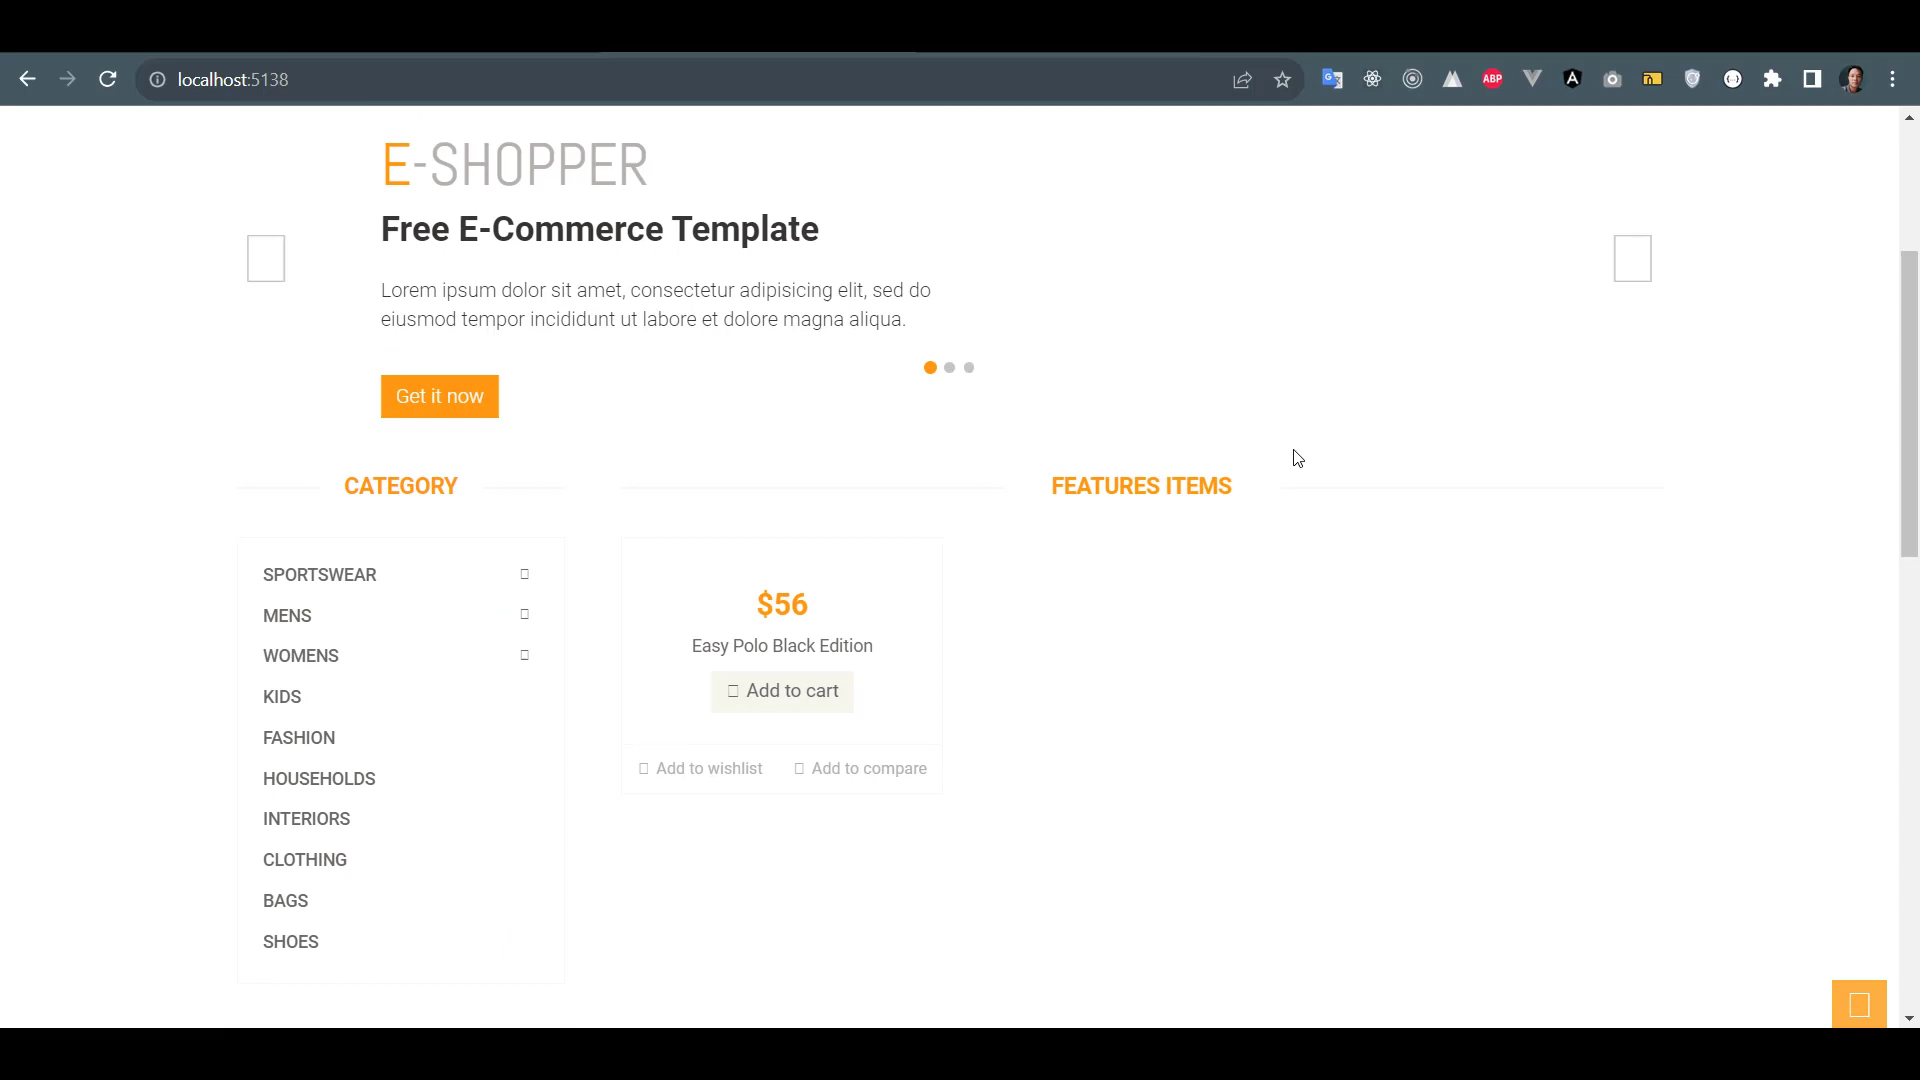 localhost:5138
ABP
E-SHOPPER
Free E-Commerce Template
Lorem ipsum dolor sit amet, consectetur adipisicing elit, sed do
eiusmod tempor incididunt ut labore et dolore magna aliqua.
Get it now
CATEGORY
FEATURES ITEMS
SPORTSWEAR
MENS
WOMENS
KIDS
FASHION
HOUSEHOLDS
INTERIORS
CLOTHING
BAGS
SHOES
$56
Easy Polo Black Edition
Add to cart
Add to wishlist Add to compare